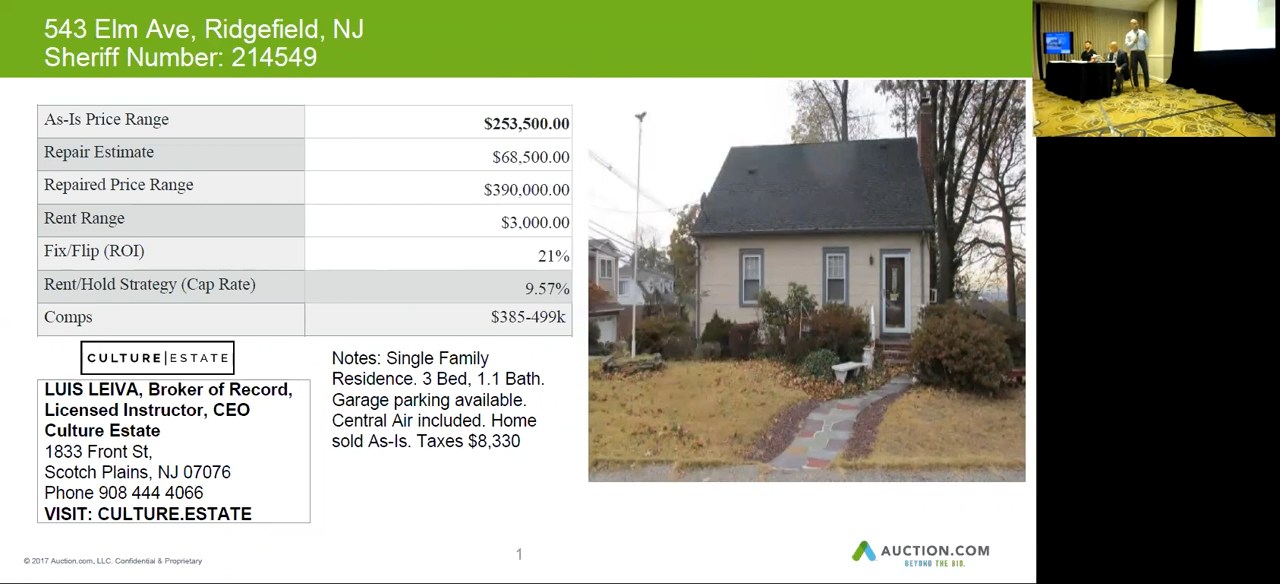 543 Elm Ave, Ridgefield, NJ
Sheriff Number: 214549
As-Is Price Range $253,500.00
Repair Estimate $68,500.00
Repaired Price Range $390,000.00
Rent Range $3,000.00
Fix/Flip (ROI) 21%
Rent/Hold Strategy (Cap Rate) 9.57%
Comps $385-499k
CULTURE|ESTATE
LUIS LEIVA, Broker of Record,
Licensed Instructor, CEO
Culture Estate
1833 Front St,
Scotch Plains, NJ 07076
Phone 908 444 4066
VISIT: CULTURE.ESTATE
Notes: Single Family
Residence. 3 Bed, 1.1 Bath.
Garage parking available.
Central Air included. Home
sold As-Is. Taxes $8,330
© 2017 Auction.com, LLC. Confidential & Proprietary
1
AUCTION.COM
BEYOND THE BID.